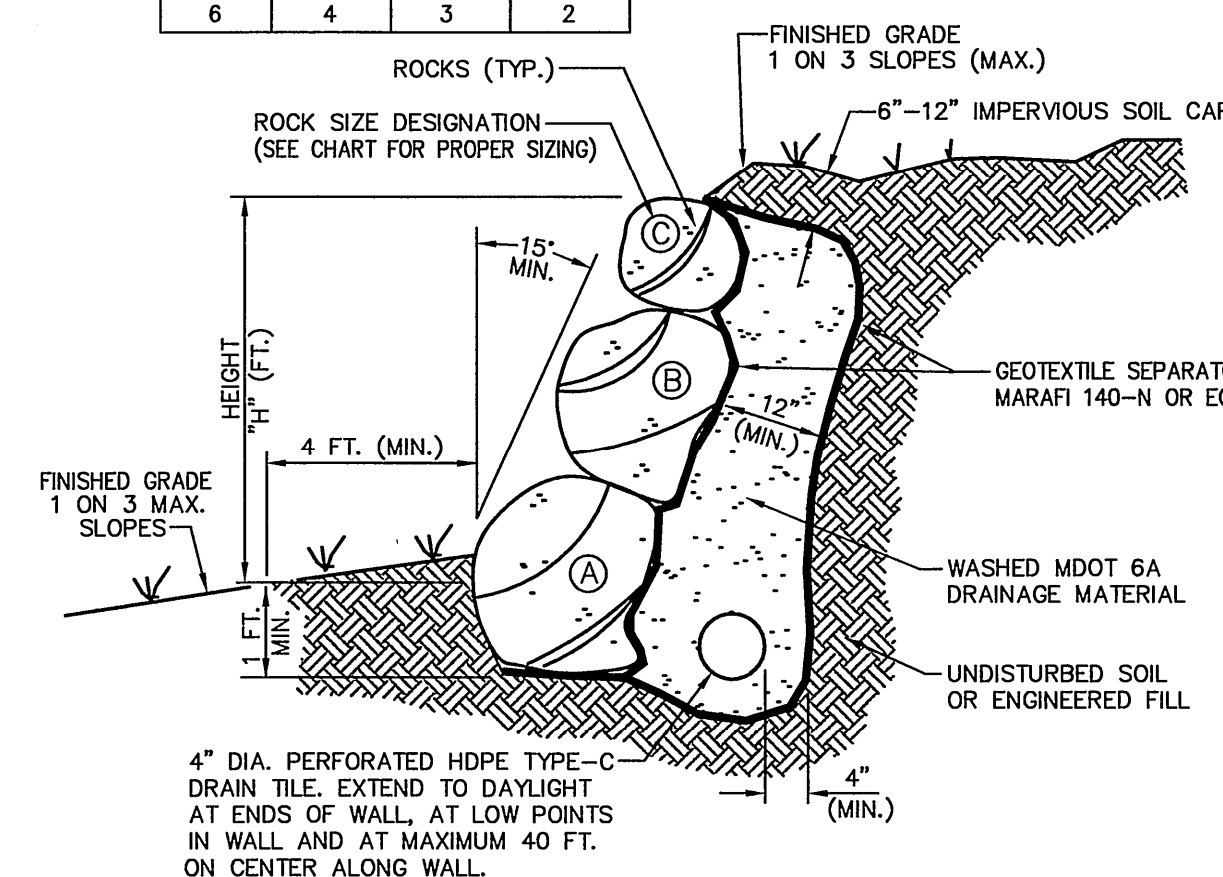 6 4 3 2
FINISHED GRADE
1 ON 3 SLOPES (MAX.)
ROCKS (TYP.)
6"-12" IMPERVIOUS SOIL
ROCK SIZE DESIGNATION
(SEE CHART FOR PROPER SIZING)
C
15°
MIN.
HEIGHT
"H" (FT.)
B
GEOTEXTILE
MARAFI 140-N OR
12"
(MIN.)
4 FT. (MIN.)
FINISHED GRADE
1 ON 3 MAX.
SLOPES
A
WASHED MDOT 6A
DRAINAGE MATERIAL
1 FT.
MIN.
UNDISTURBED SOIL
OR ENGINEERED FILL
4" DIA. PERFORATED HDPE TYPE-C
DRAIN TILE. EXTEND TO DAYLIGHT
AT ENDS OF WALL, AT LOW POINTS
IN WALL AND AT MAXIMUM 40 FT.
ON CENTER ALONG WALL.
4"
(MIN.)